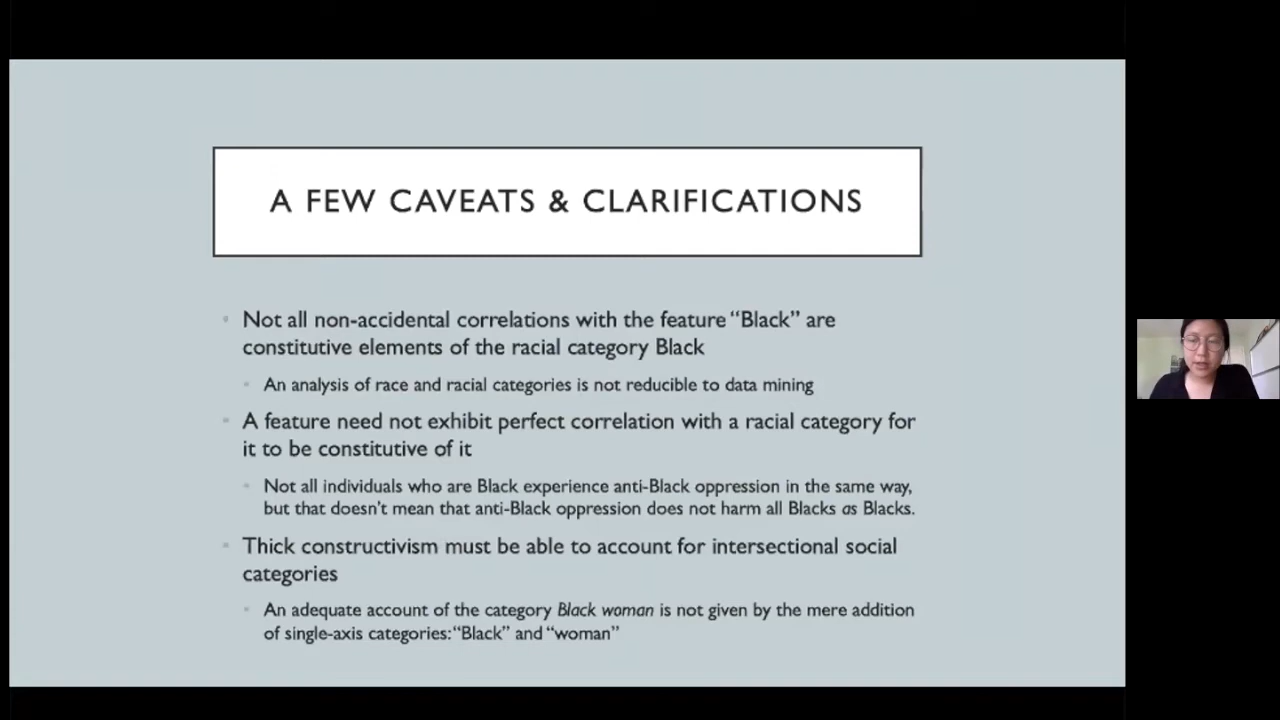 A FEW CAVEATS & CLARIFICATIONS
Not all non-accidental correlations with the feature “Black” are
constitutive elements of the racial category Black
An analysis of race and racial categories is not reducible to data mining
A feature need not exhibit perfect correlation with a racial category for
it to be constitutive of it
Not all individuals who are Black experience anti-Black oppression in the same way,
but that doesn't mean that anti-Black oppression does not harm all Blacks as Blacks.
Thick constructivism must be able to account for intersectional social
categories
An adequate account of the category Black woman is not given by the mere addition
of single-axis categories: “Black” and “woman”